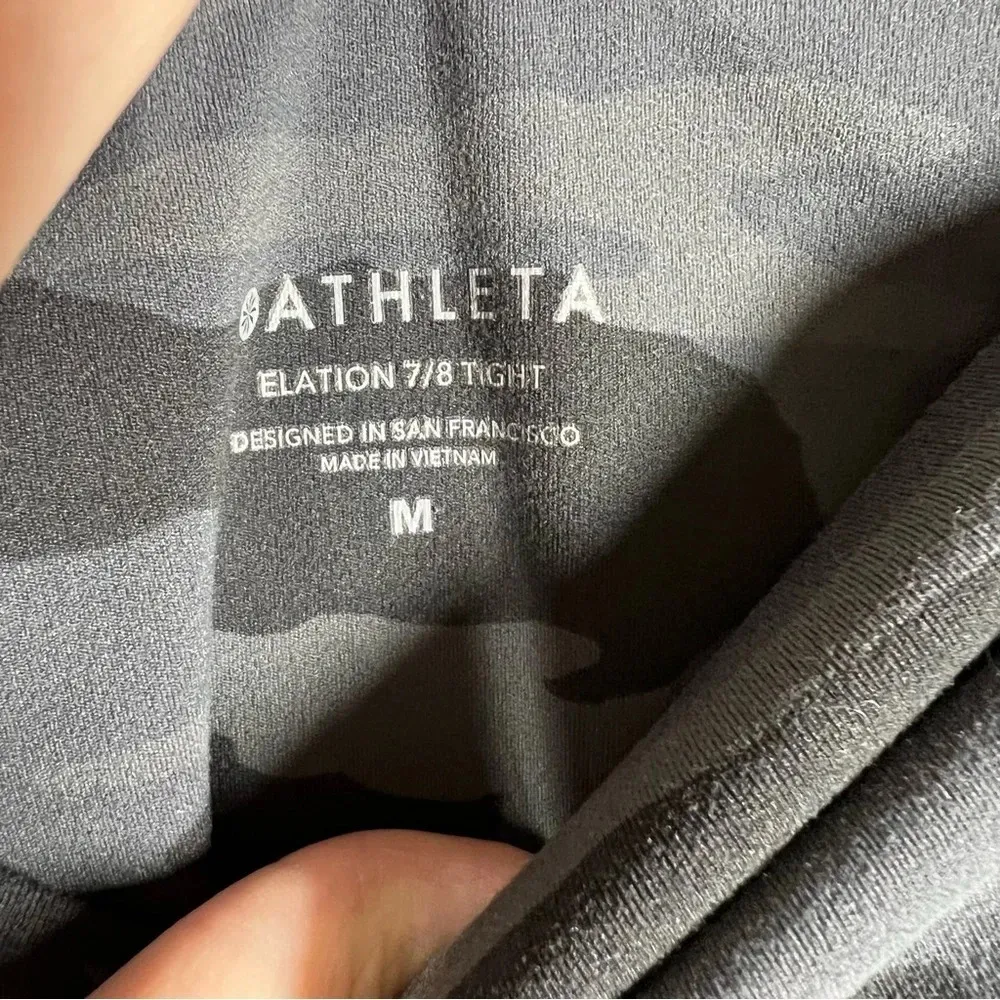 ATHLETA
ELATION 7/8 TIGHT
DESIGNED IN SAN FRANCISCO
MADE IN VIETNAM
M